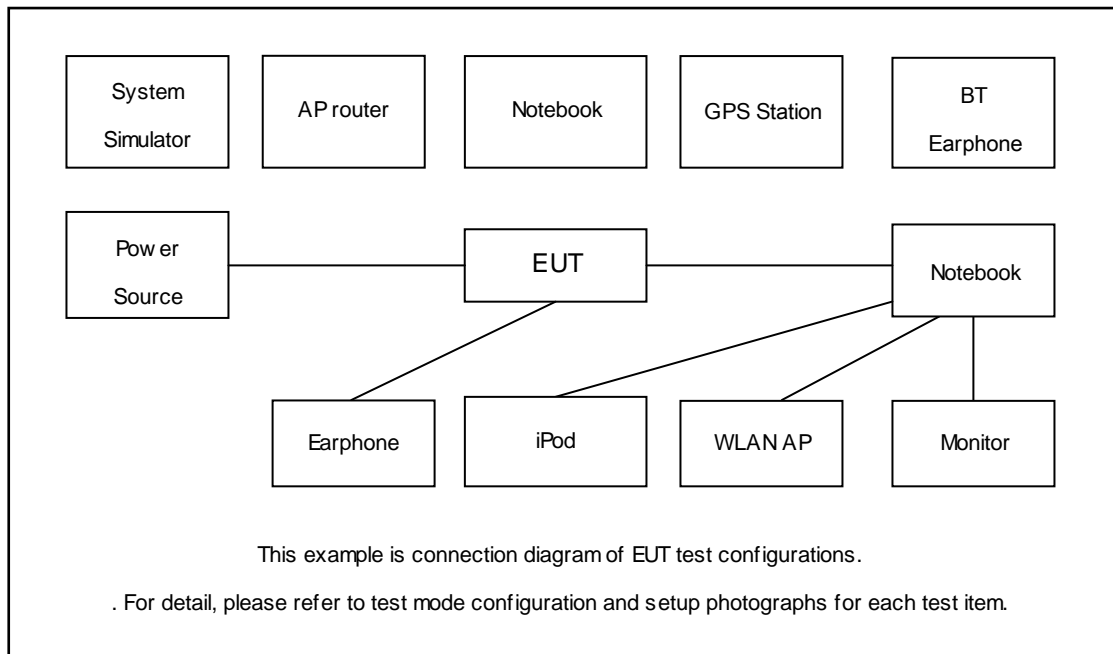 System
Simulator
AP router
Notebook
GPS Station
BT
Earphone
Power
Source
EUT
Notebook
Earphone
iPod
WLAN AP
Monitor
This example is connection diagram of EUT test configurations.
. For detail, please refer to test mode configuration and setup photographs for each test item.